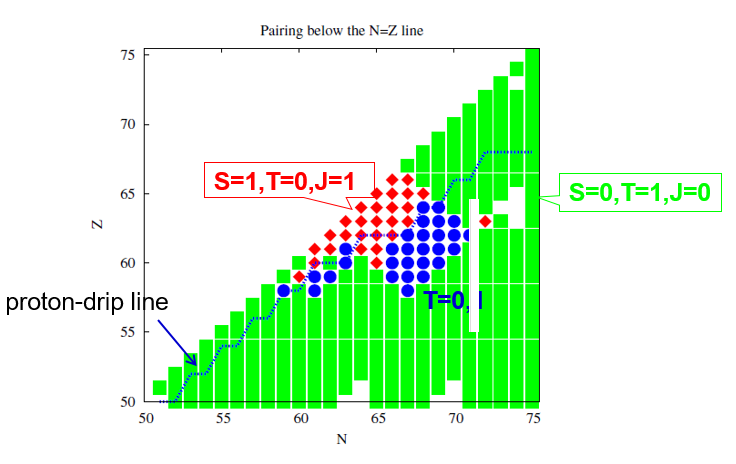 Pairing below the N=Z line
75
70
65
60
55
50
Z
S=1,T=0,J=1
S=0,T=1,J=0
proton-drip line
T=0,
50
55
60
65
70
75
N